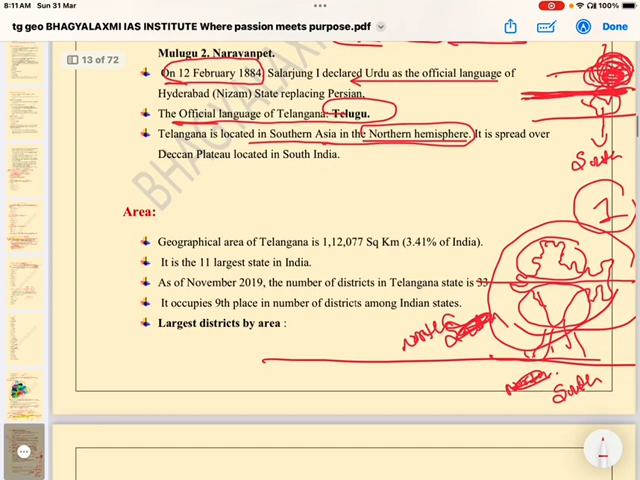 8:11 AM Sun 31 Mar
100%
tg geo BHAGYALAXMI IAS INSTITUTE Where passion meets purpose.pdf
Done
13 of 72
Mulugu 2. Narayanpet.
On 12 February 1884 Salarjung I declared Urdu as the official language of
Hyderabad (Nizam) State replacing Persian.
The Official language of Telangana: Telugu.
Telangana is located in Southern Asia in the Northern hemisphere. It is spread over
Deccan Plateau located in South India.
South
BHAGYALAXMI
1
Area:
Geographical area of Telangana is 1,12,077 Sq Km (3.41% of India).
It is the 11 largest state in India.
As of November 2019, the number of districts in Telangana state is 33
It occupies 9th place in number of districts among Indian states.
Largest districts by area :
North
South